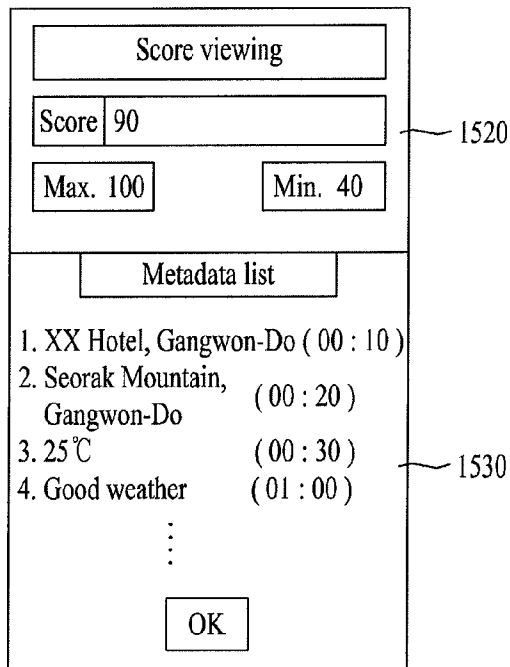 Score viewing
Score 90
1520
Max. 100 Min. 40
Metadata list
1. XX Hotel, Gangwon-Do ( 00 : 10 )
2. Seorak Mountain,
Gangwon-Do ( 00 : 20 )
3. 25℃ ( 00 : 30 )
1530
4. Good weather ( 01 : 00 )
OK